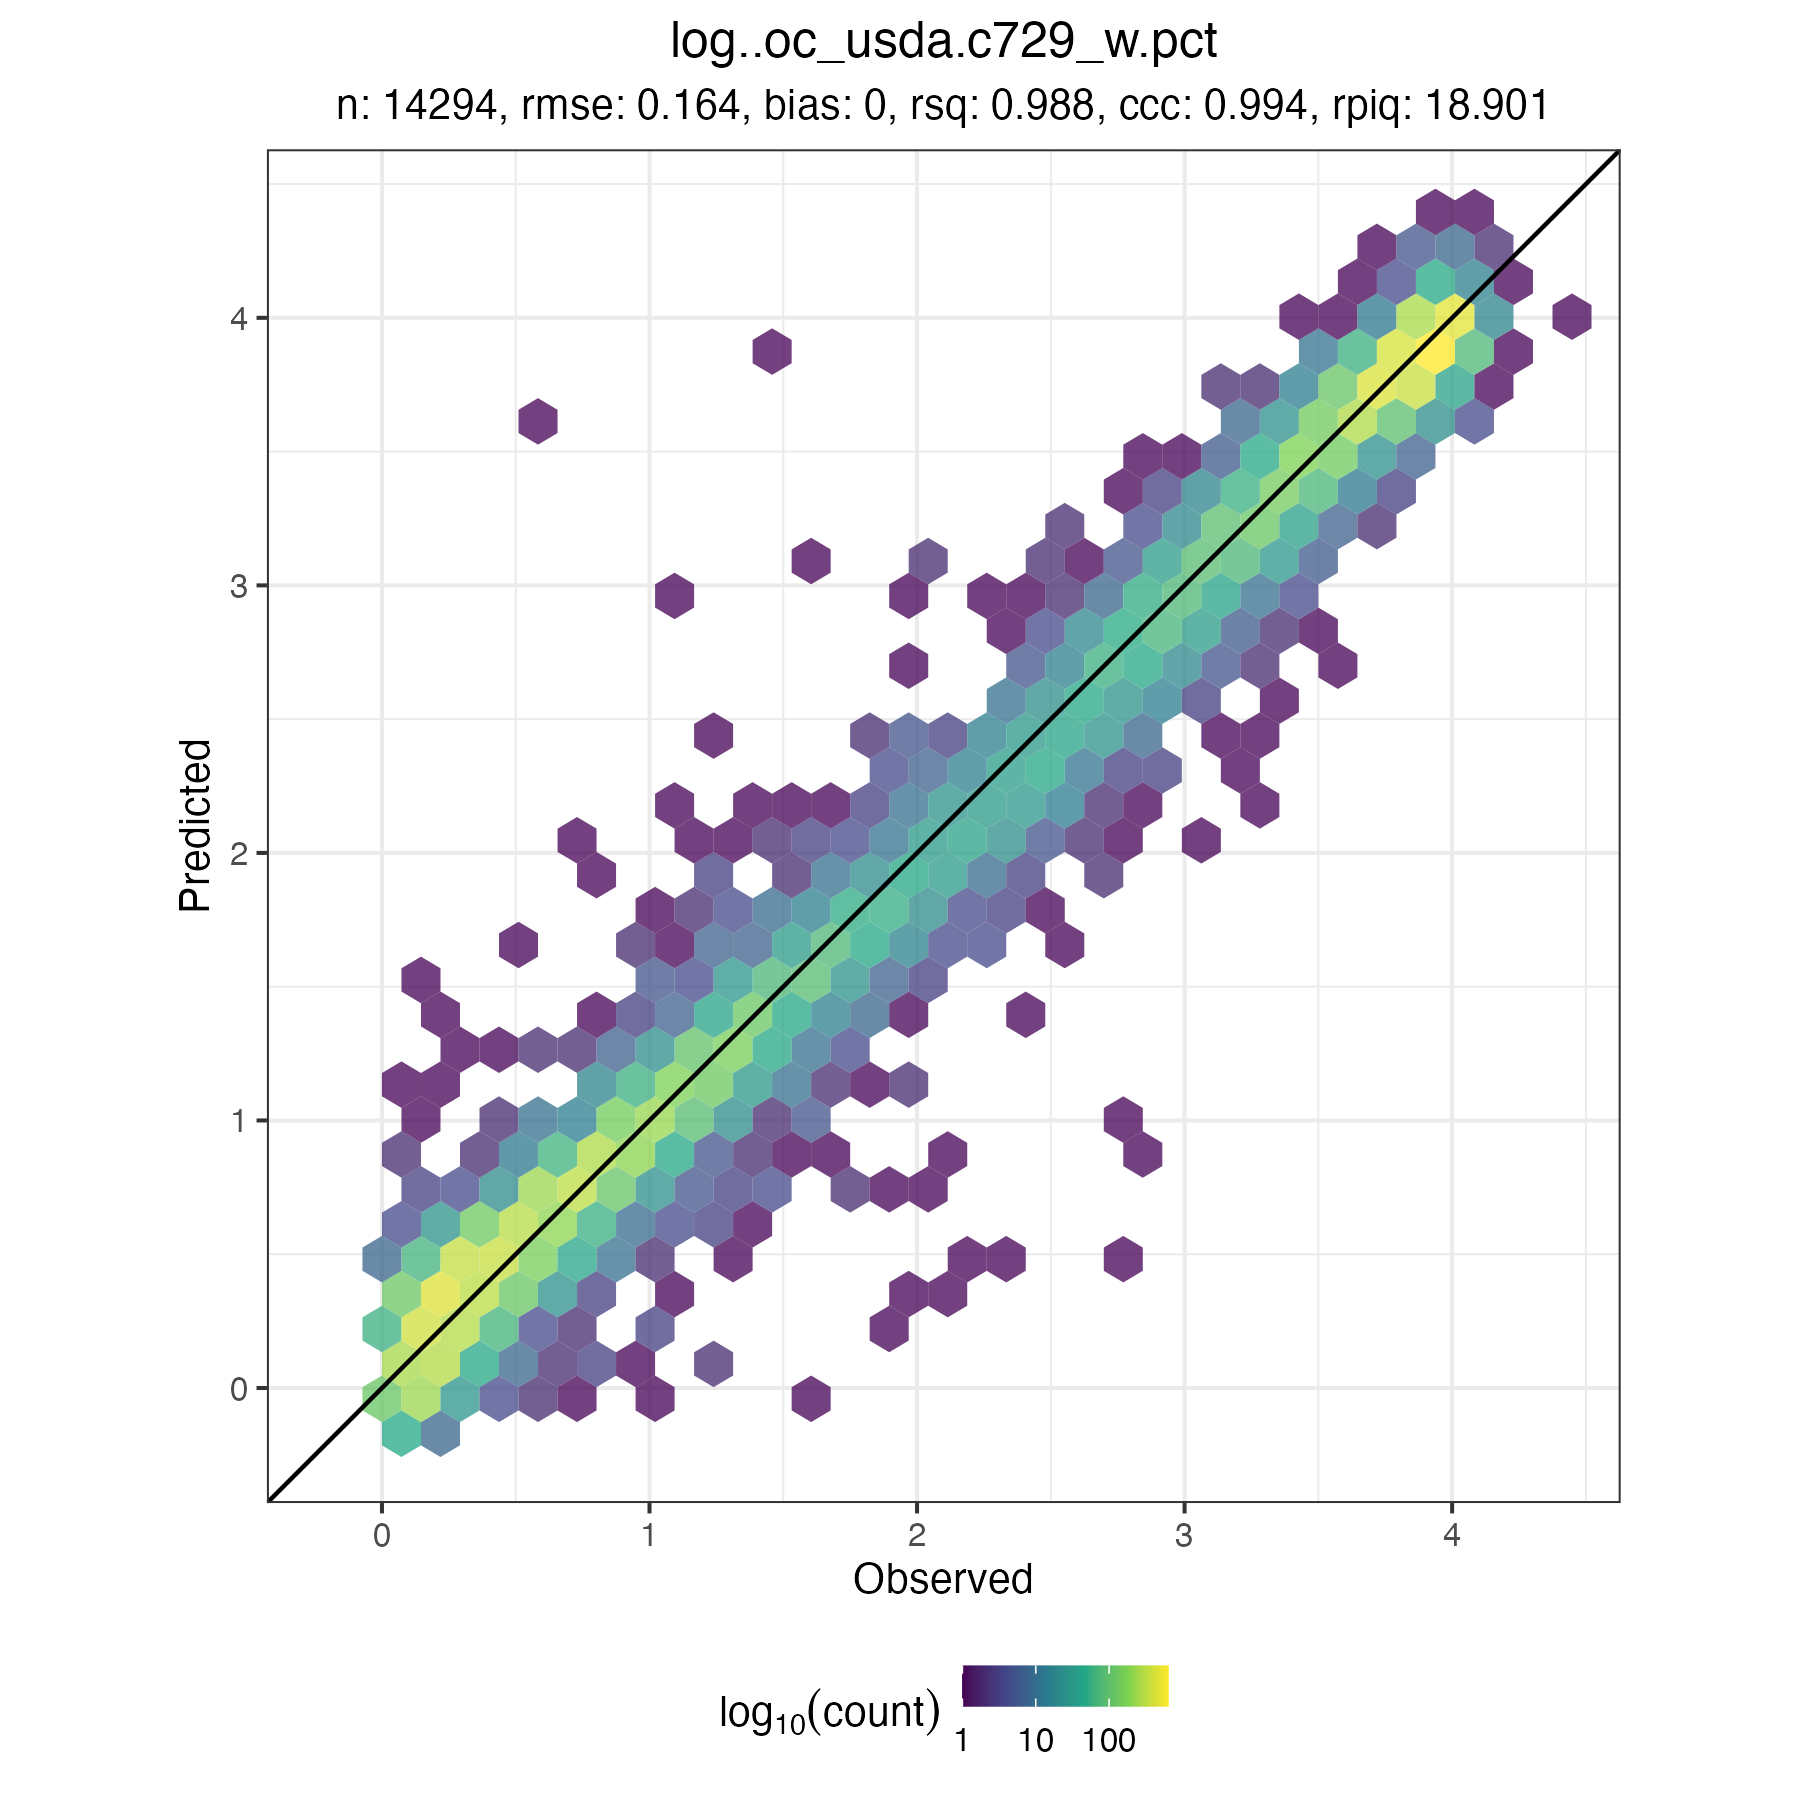 log..oc_usda.c729_w.pct
n: 14294, rmse: 0.164, bias: 0, rsq: 0.988, ccc: 0.994, rpiq: 18.901
Predicted
4
3
2
1
0
0 1 2 3 4
Observed
log10(count)
1 10 100